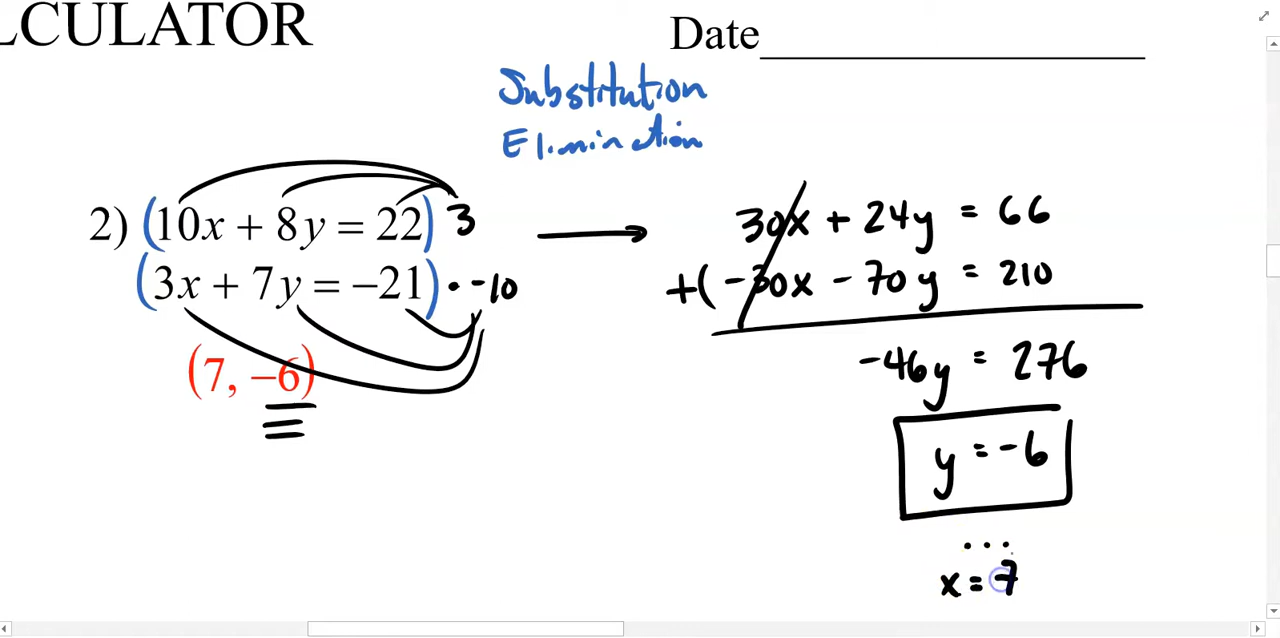 LCULATOR
Date
Substitution
Elimination
2) (10x + 8y = 22) 3
(3x + 7y = −21) • -10
(7, −6)
30x + 24y = 66
+(-30x - 70y = 210
-46y = 276
y = -6
...
x = 7